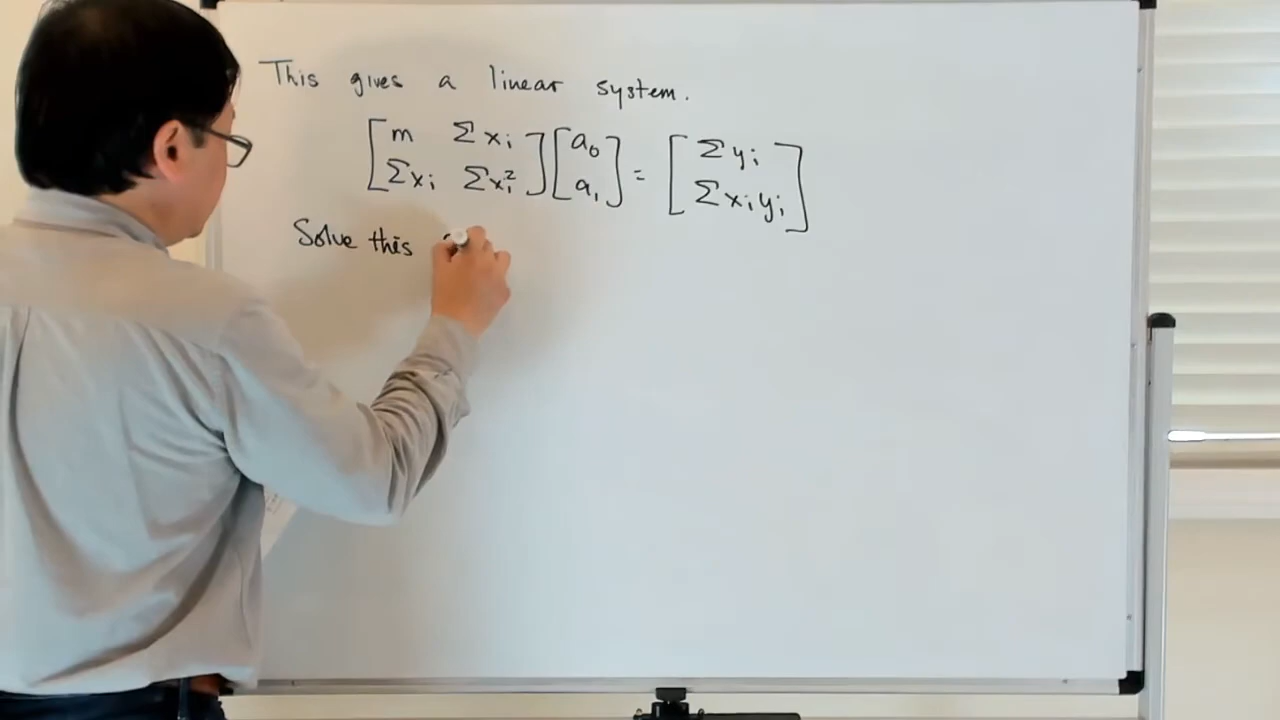 This gives a linear system.
[m Σxᵢ; Σxᵢ Σxᵢ²] [a₀; a₁] = [Σyᵢ; Σxᵢyᵢ]
Solve this